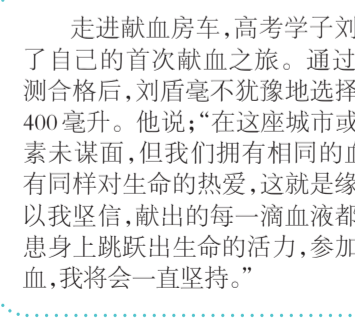 走进献血房车,高考学子刘
了自己的首次献血之旅。通过
测合格后,刘盾毫不犹豫地选择
400毫升。他说;“在这座城市或
素未谋面,但我们拥有相同的血
有同样对生命的热爱,这就是缘
以我坚信,献出的每一滴血液都
患身上跳跃出生命的活力,参加
血,我将会一直坚持。”